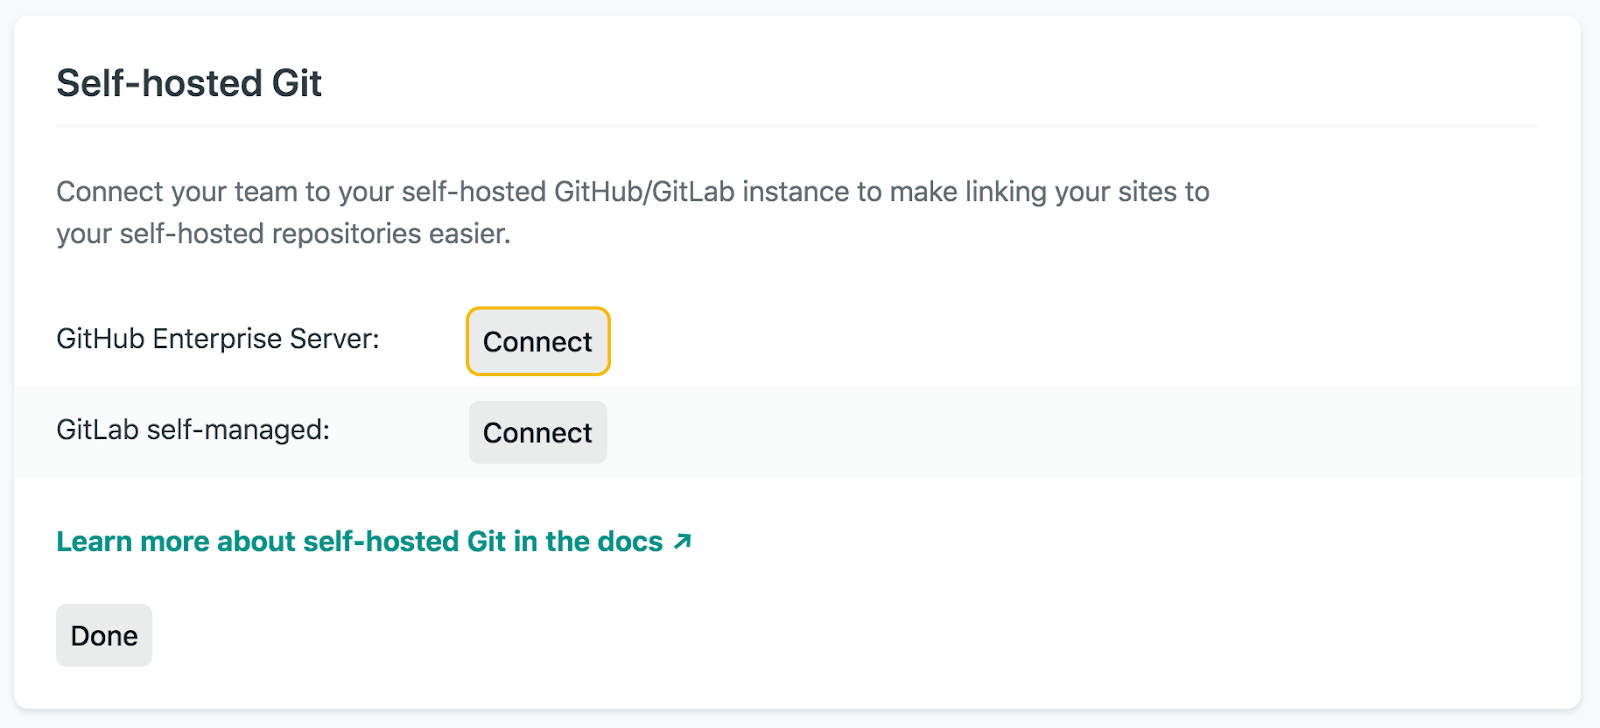 Self-hosted Git
Connect your team to your self-hosted GitHub/GitLab instance to make linking your sites to
your self-hosted repositories easier.
GitHub Enterprise Server: Connect
GitLab self-managed: Connect
Learn more about self-hosted Git in the docs ↗
Done